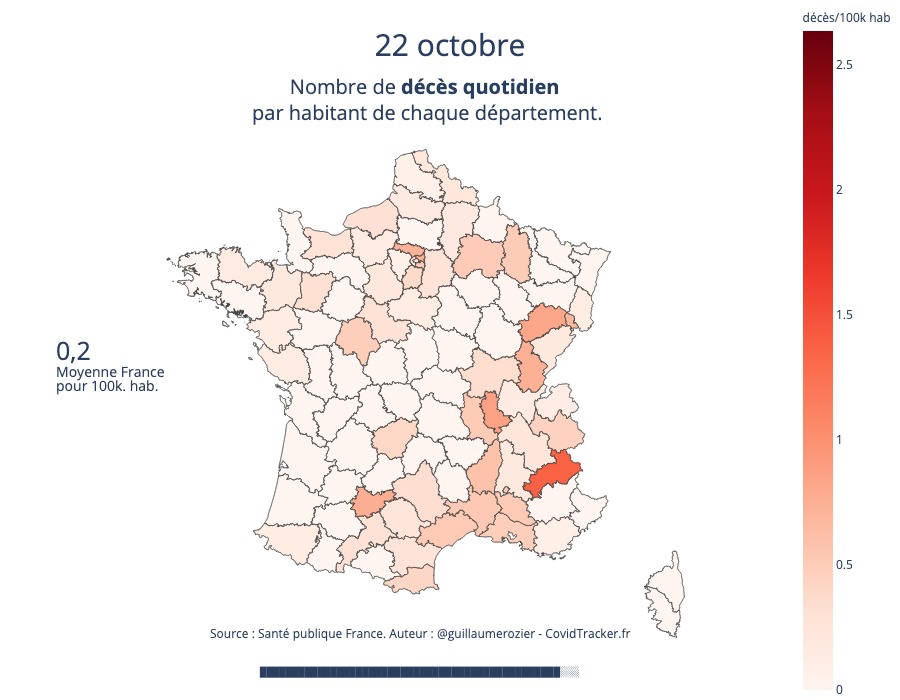 décès/100k hab
22 octobre
Nombre de décès quotidien
par habitant de chaque département.
2.5
2
1.5
1
0.5
0
0,2
Moyenne France
pour 100k. hab.
Source : Santé publique France. Auteur : @guillaumerozier - CovidTracker.fr